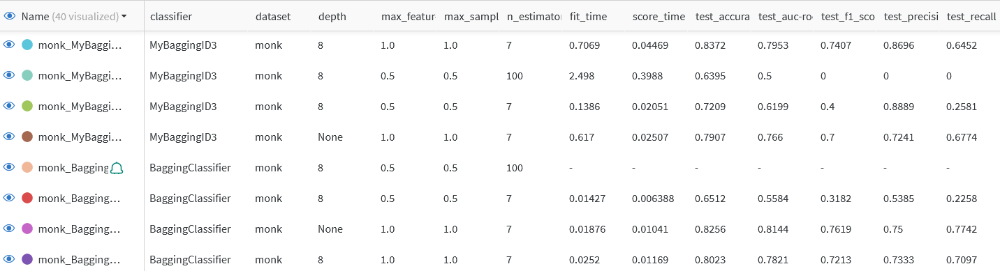 Name (40 visualized) classifier dataset depth max_featur max_sampl n_estimato fit_time score_time test_accura test_auc-ro test_f1_sco test_precisi test_recall
monk_MyBaggi... MyBaggingID3 monk 8 1.0 1.0 7 0.7069 0.04469 0.8372 0.7953 0.7407 0.8696 0.6452
monk_MyBaggi... MyBaggingID3 monk 8 0.5 0.5 100 2.498 0.3988 0.6395 0.5 0 0 0
monk_MyBaggi... MyBaggingID3 monk 8 0.5 0.5 7 0.1386 0.02051 0.7209 0.6199 0.4 0.8889 0.2581
monk_MyBaggi... MyBaggingID3 monk None 1.0 1.0 7 0.617 0.02507 0.7907 0.766 0.7 0.7241 0.6774
monk_Bagging BaggingClassifier monk 8 0.5 0.5 100 - - - - - - -
monk_Bagging... BaggingClassifier monk 8 0.5 0.5 7 0.01427 0.006388 0.6512 0.5584 0.3182 0.5385 0.2258
monk_Bagging... BaggingClassifier monk None 1.0 1.0 7 0.01876 0.01041 0.8256 0.8144 0.7619 0.75 0.7742
monk_Bagging... BaggingClassifier monk 8 1.0 1.0 7 0.0252 0.01169 0.8023 0.7821 0.7213 0.7333 0.7097